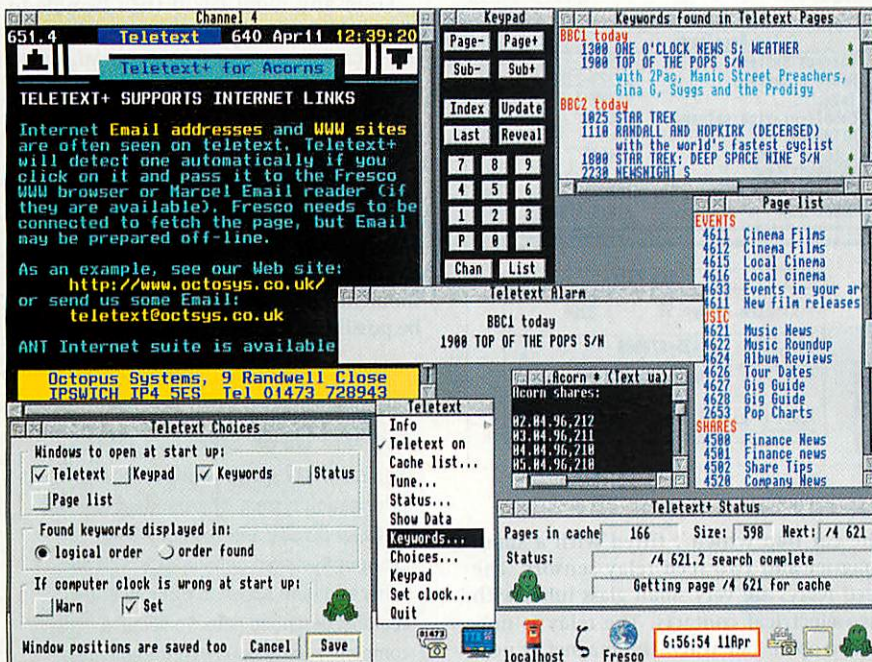 Channel 4
651.4 Teletext 640 Apr11 12:39:20
Teletext+ for Acorns
TELETEXT+ SUPPORTS INTERNET LINKS
Internet Email addresses and WWW sites
are often seen on teletext. Teletext+
will detect one automatically if you
click on it and pass it to the Fresco
WWW browser or Marcel Email reader (if
they are available). Fresco needs to be
connected to fetch the page, but Email
may be prepared off-line.
As an example, see our Web site:
http://www.octosys.co.uk/
or send us some Email:
teletext@octsys.co.uk
ANT Internet suite is available
Octopus Systems, 9 Randwell Close
IPSWICH IP4 5ES Tel 01473 728943
Keypad
Page- Page+
Sub- Sub+
Index Update
Last Reveal
7 8 9
4 5 6
1 2 3
P 0 .
Chan List
Keywords found in Teletext Pages
BBC1 today
1300 ONE O'CLOCK NEWS S; WEATHER *
1900 TOP OF THE POPS S/N *
with 2Pac, Manic Street Preachers,
Gina G, Suggs and the Prodigy
BBC2 today
1025 STAR TREK
1110 RANDALL AND HOPKIRK (DECEASED) *
with the world's fastest cyclist
1800 STAR TREK: DEEP SPACE NINE S/N *
2230 NEWSNIGHT S *
Page list
EVENTS
4611 Cinema Films
4612 Cinema Films
4615 Local Cinema
4616 Local cinema
4633 Events in your ar
4611 New film releases
USIC
4621 Music News
4622 Music Roundup
4624 Album Reviews
4626 Tour Dates
4627 Gig Guide
4628 Gig Guide
2653 Pop Charts
SHARES
4500 Finance News
4501 Finance news
4502 Share Tips
4520 Company News
Teletext Alarm
BBC1 today
1900 TOP OF THE POPS S/N
.Acorn * (Text ua)
Acorn shares:
02.04.96,212
03.04.96,211
04.04.96,210
05.04.96,210
Teletext Choices
Windows to open at start up:
Teletext Keypad Keywords Status
Page list
Found keywords displayed in:
logical order order found
If computer clock is wrong at start up:
Warn Set
Window positions are saved too Cancel Save
Teletext
Info
Teletext on
Cache list...
Tune...
Status...
Show Data
Keywords...
Choices...
Keypad
Set clock...
Quit
Teletext+ Status
Pages in cache 166 Size: 598 Next: /4 621
Status: /4 621.2 search complete
Getting page /4 621 for cache
01473
localhost
Fresco
6:56:54 11Apr